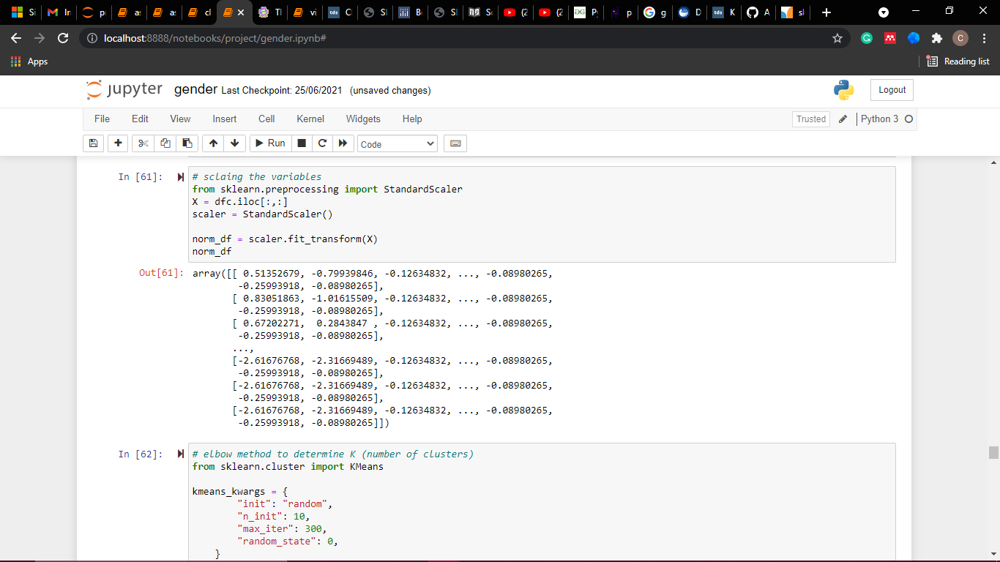 Si
In
p
a
a
cl
Tl
vi
tds
C
SI
B
SI
Sc
(2
(2
P
p
g
D
tds
K
A
sl
localhost:8888/notebooks/project/gender.ipynb#
C
Apps
Reading list
jupyter gender Last Checkpoint: 25/06/2021 (unsaved changes)
Logout
File Edit View Insert Cell Kernel Widgets Help
Trusted Python 3
Run Code
In [61]: # sclaing the variables
from sklearn.preprocessing import StandardScaler
X = dfc.iloc[:,:]
scaler = StandardScaler()
norm_df = scaler.fit_transform(X)
norm_df
Out[61]: array([[ 0.51352679, -0.79939846, -0.12634832, ..., -0.08980265,
-0.25993918, -0.08980265],
[ 0.83051863, -1.01615509, -0.12634832, ..., -0.08980265,
-0.25993918, -0.08980265],
[ 0.67202271, 0.2843847 , -0.12634832, ..., -0.08980265,
-0.25993918, -0.08980265],
...,
[-2.61676768, -2.31669489, -0.12634832, ..., -0.08980265,
-0.25993918, -0.08980265],
[-2.61676768, -2.31669489, -0.12634832, ..., -0.08980265,
-0.25993918, -0.08980265],
[-2.61676768, -2.31669489, -0.12634832, ..., -0.08980265,
-0.25993918, -0.08980265]])
In [62]: # elbow method to determine K (number of clusters)
from sklearn.cluster import KMeans
kmeans_kwargs = {
"init": "random",
"n_init": 10,
"max_iter": 300,
"random_state": 0,
}